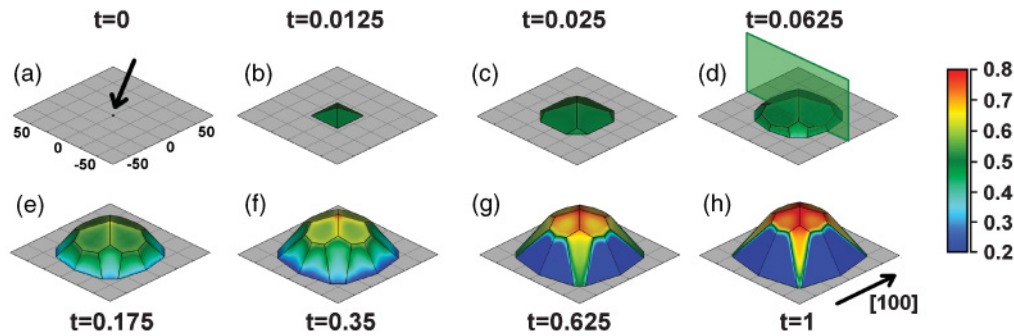 t=0 t=0.0125 t=0.025 t=0.0625
(a) (b) (c) (d)
50 0 -50 -50 0 50
0.8
0.7
0.6
0.5
0.4
0.3
0.2
(e) (f) (g) (h)
[100]
t=0.175 t=0.35 t=0.625 t=1